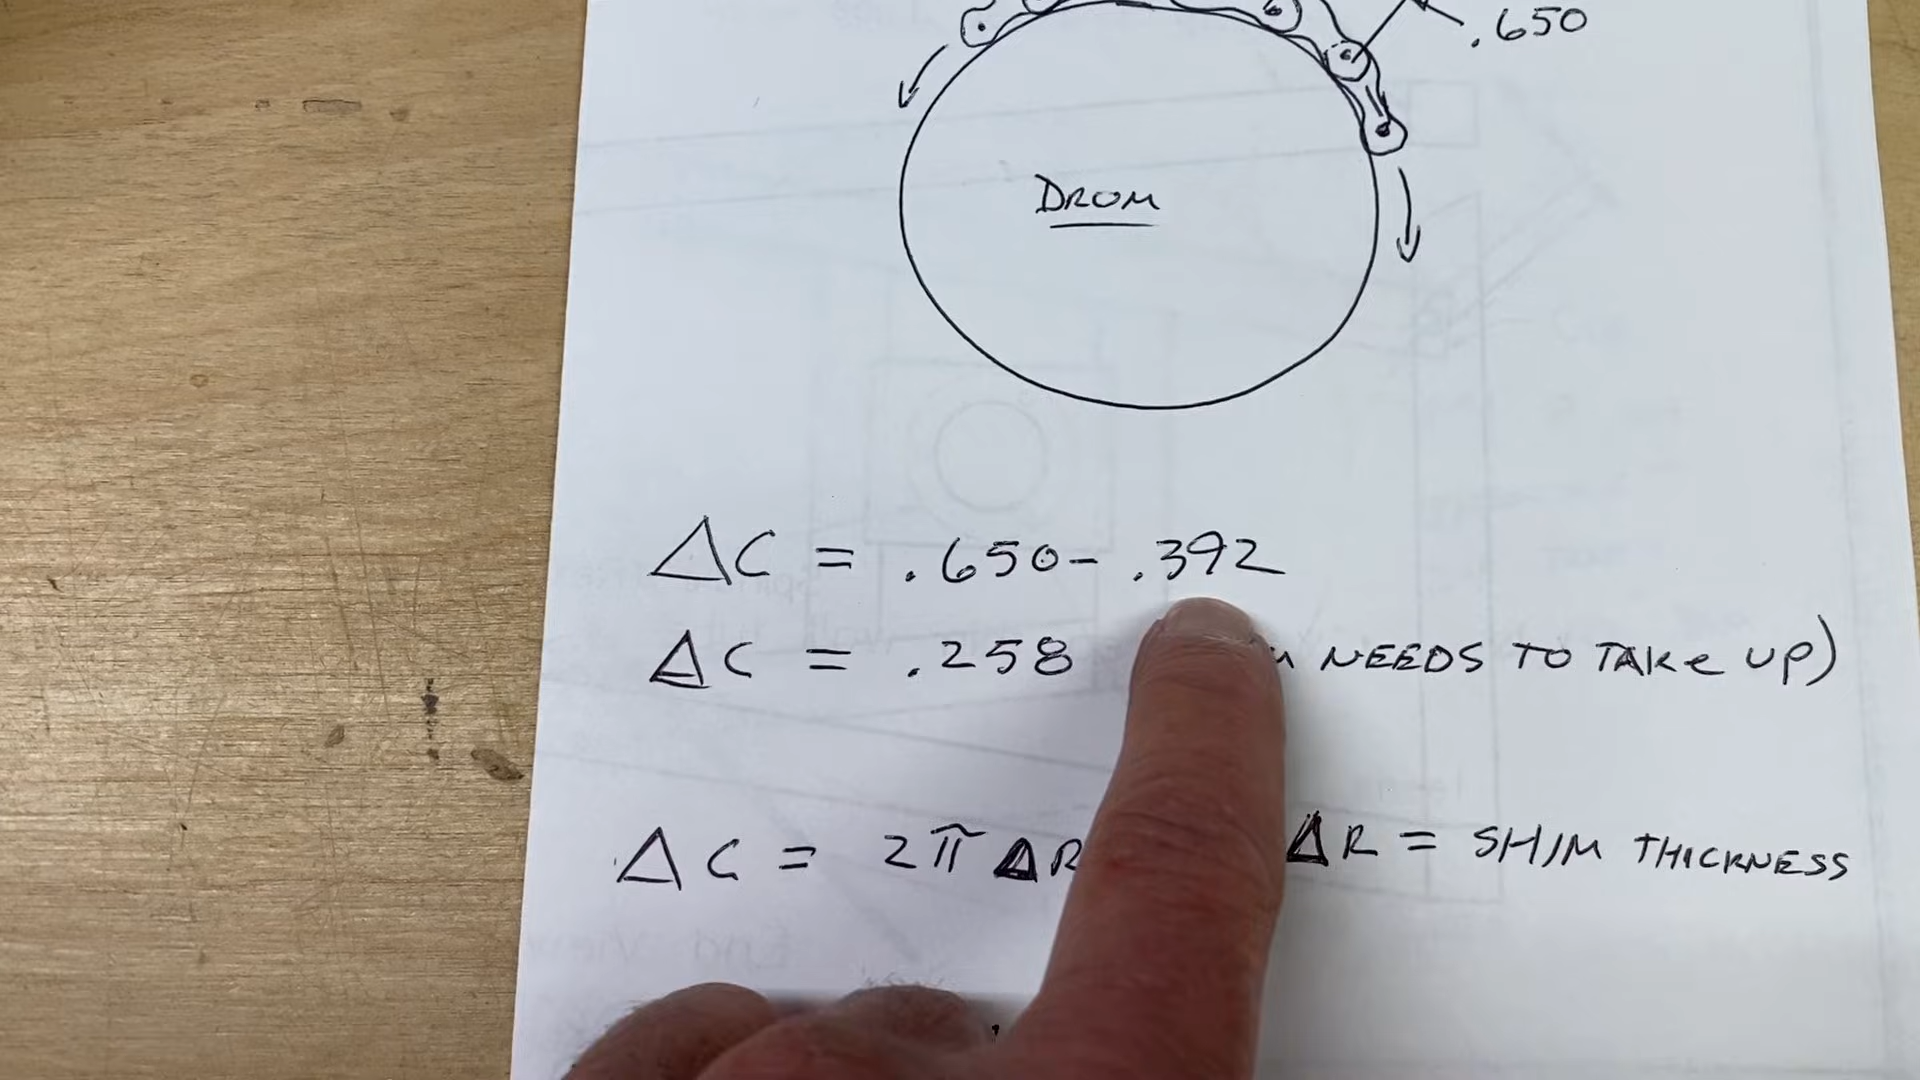 .650
DRUM
ΔC = .650 - .392
ΔC = .258 NEEDS TO TAKE UP)
ΔC = 2π ΔR ΔR = SHIM THICKNESS